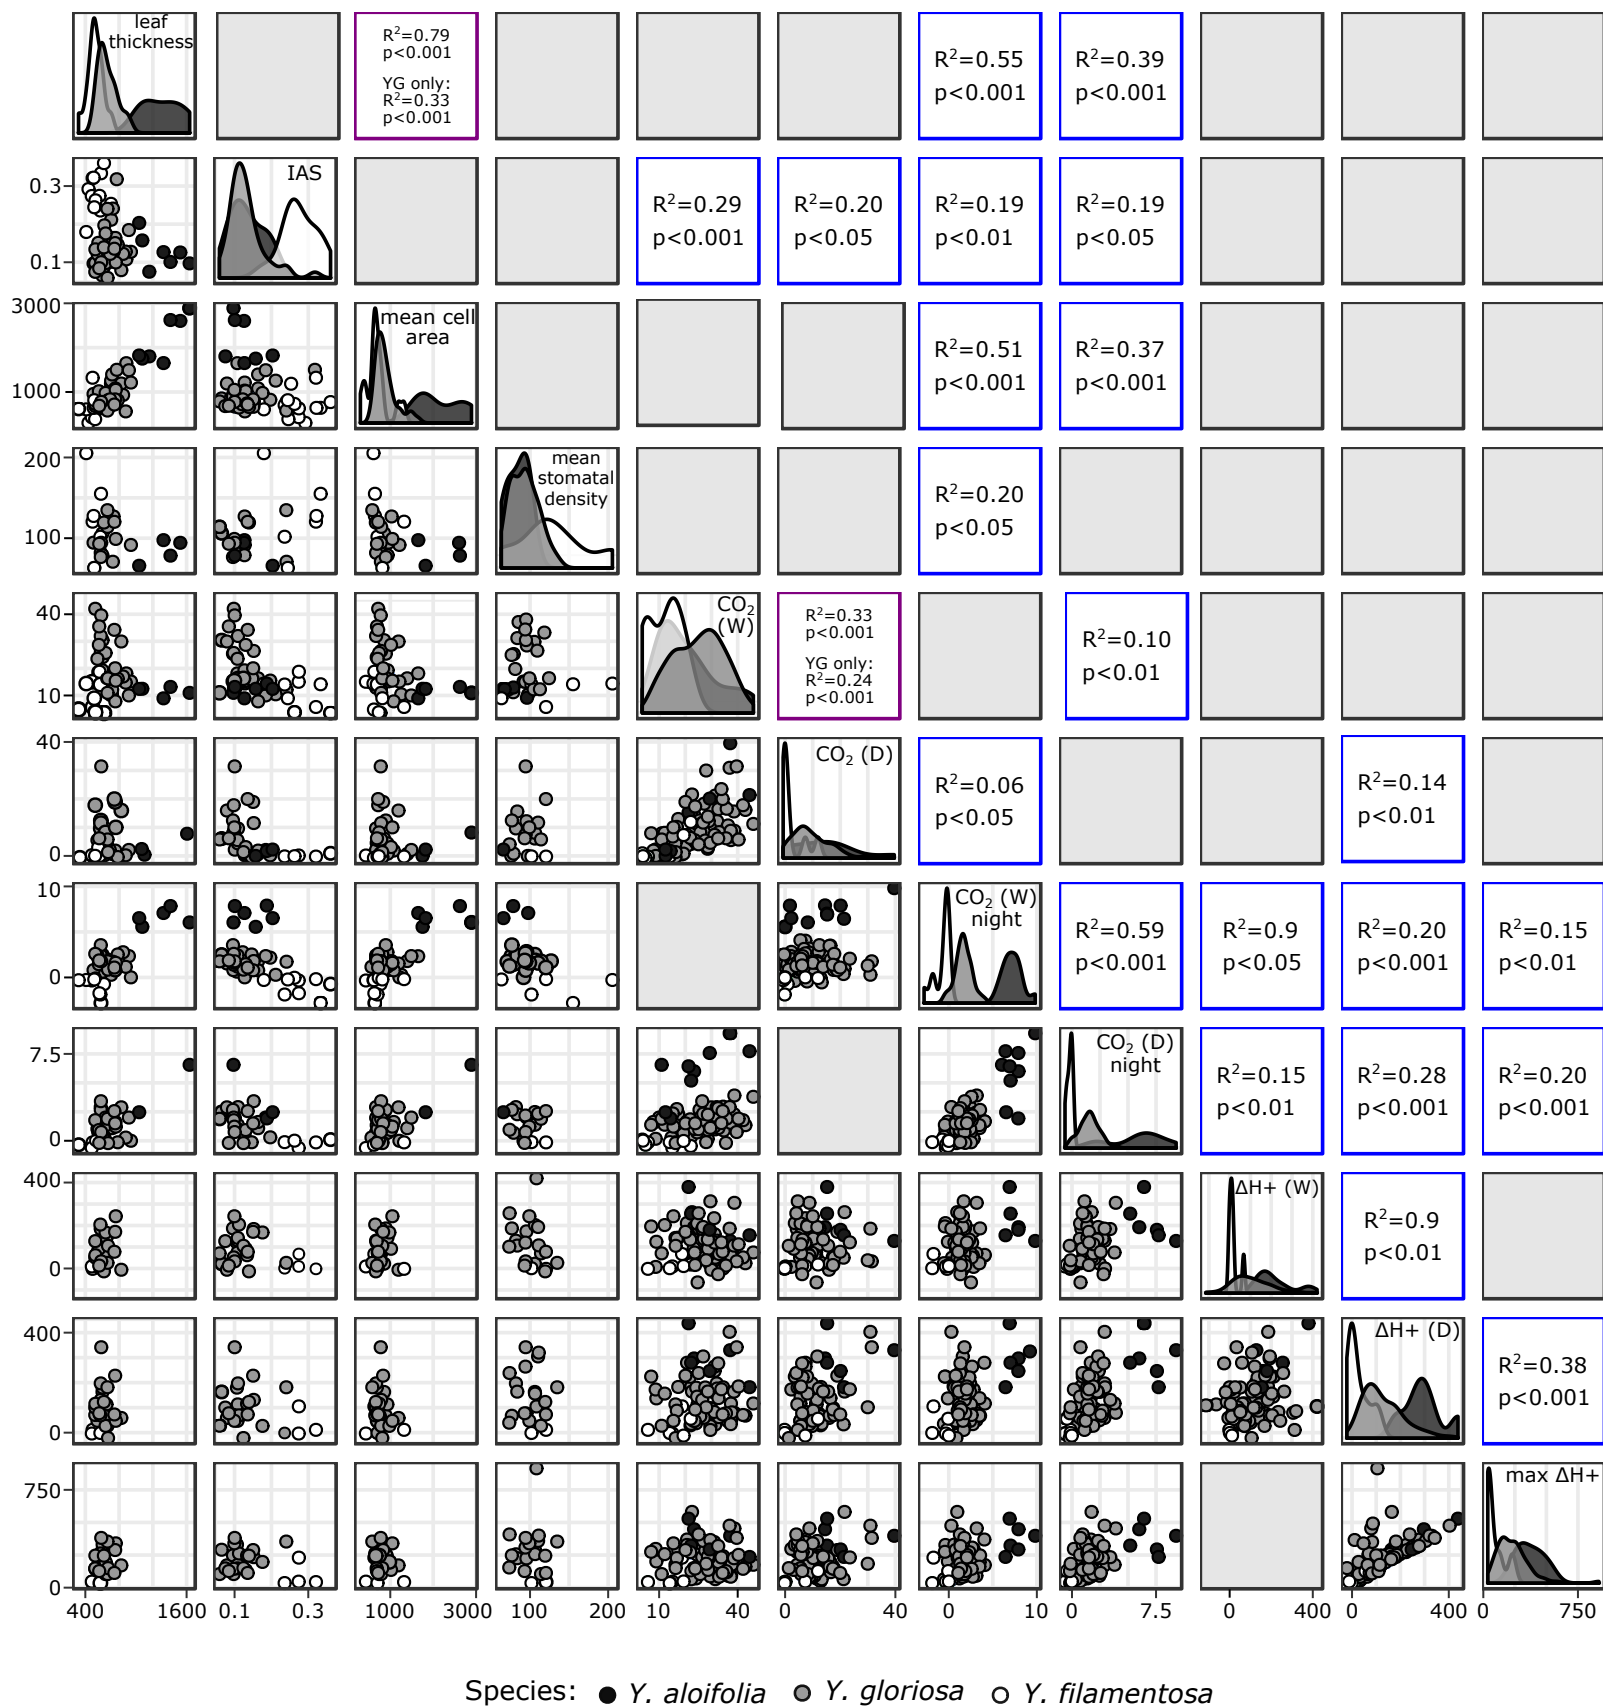 leaf
thickness
R²=0.79
p<0.001
YG only:
R²=0.33
p<0.001
R²=0.55
p<0.001
R²=0.39
p<0.001
0.3
0.1
IAS
R²=0.29
p<0.001
R²=0.20
p<0.05
R²=0.19
p<0.01
R²=0.19
p<0.05
3000
1000
mean cell
area
R²=0.51
p<0.001
R²=0.37
p<0.001
200
100
mean
stomatal
density
R²=0.20
p<0.05
40
10
CO₂
(W)
R²=0.33
p<0.001
YG only:
R²=0.24
p<0.001
R²=0.10
p<0.01
40
0
CO₂ (D)
R²=0.06
p<0.05
R²=0.14
p<0.01
10
0
CO₂ (W)
night
R²=0.59
p<0.001
R²=0.9
p<0.05
R²=0.20
p<0.001
R²=0.15
p<0.01
7.5
0
CO₂ (D)
night
R²=0.15
p<0.01
R²=0.28
p<0.001
R²=0.20
p<0.001
400
0
ΔH+ (W)
R²=0.9
p<0.01
400
0
ΔH+ (D)
R²=0.38
p<0.001
750
0
max ΔH+
400 1600 0.1 0.3 1000 3000 100 200 10 40 0 40 0 10 0 7.5 0 400 0 400 0 750
Species: Y. aloifolia Y. gloriosa Y. filamentosa